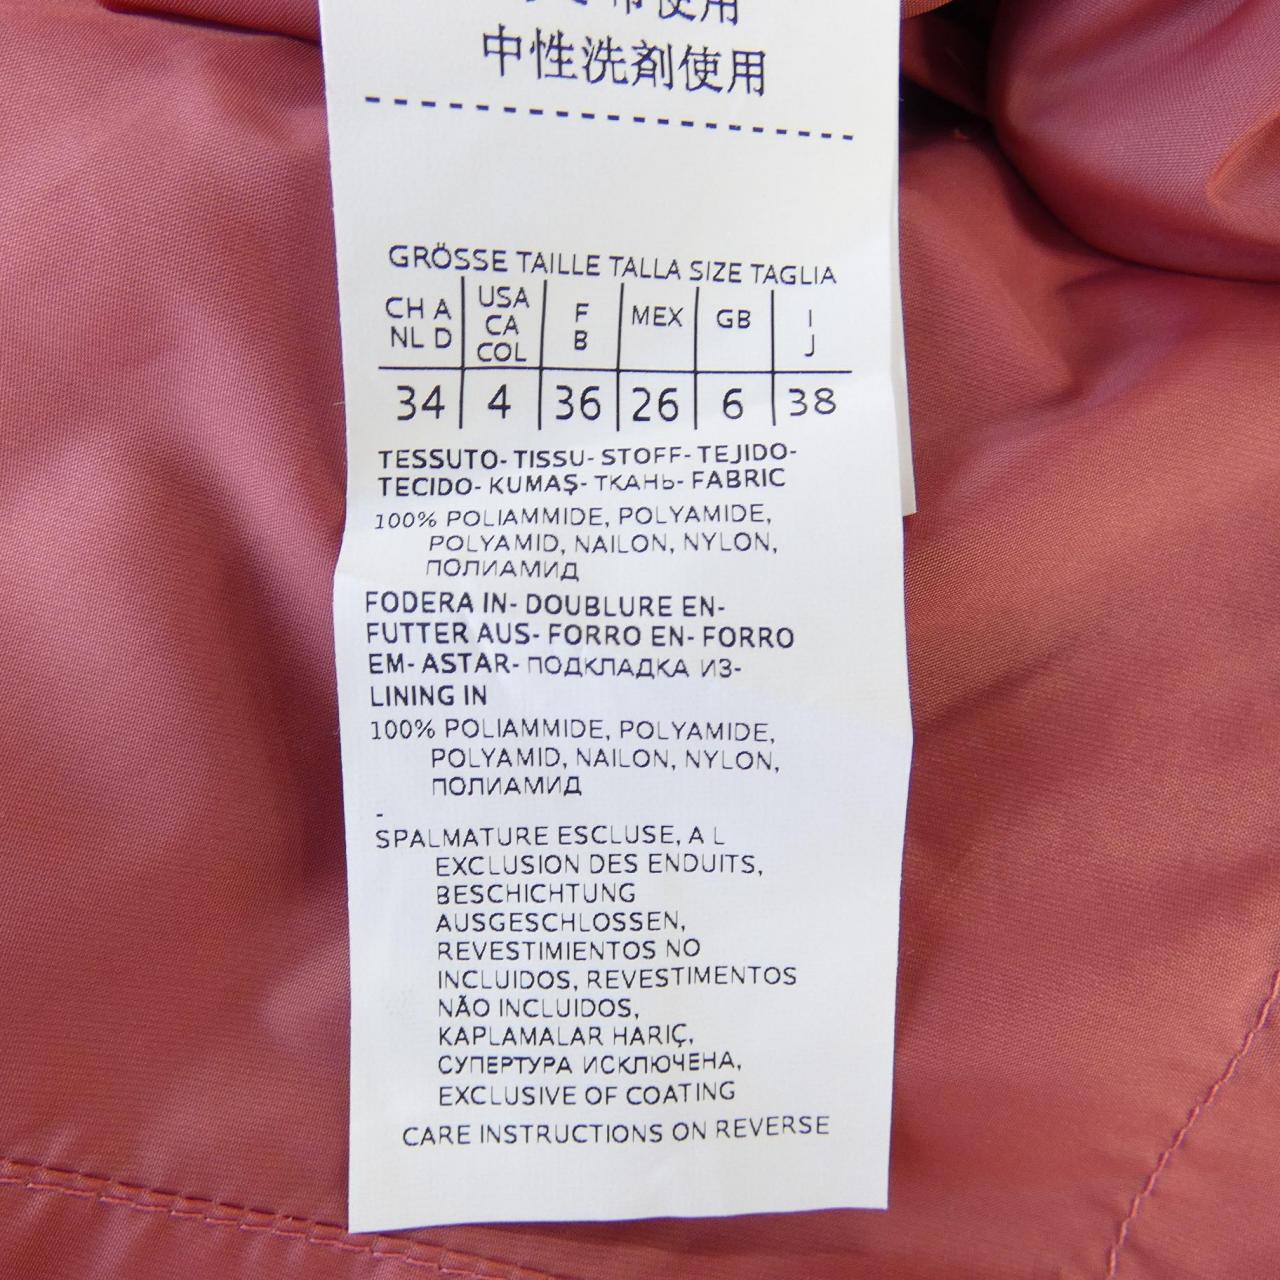 使用
中性洗剤使用
GRÖSSE TAILLE TALLA SIZE TAGLIA
CH A NL D USA CA COL F B MEX GB I J
34 4 36 26 6 38
TESSUTO- TISSU- STOFF- TEJIDO-
TECIDO- KUMAŞ- ТКАНЬ- FABRIC
100% POLIAMMIDE, POLYAMIDE,
POLYAMID, NAILON, NYLON,
ПОЛИАМИД
FODERA IN- DOUBLURE EN-
FUTTER AUS- FORRO EN- FORRO
EM- ASTAR- ПОДКЛАДКА ИЗ-
LINING IN
100% POLIAMMIDE, POLYAMIDE,
POLYAMID, NAILON, NYLON,
ПОЛИАМИД
-
SPALMATURE ESCLUSE, A L
EXCLUSION DES ENDUITS,
BESCHICHTUNG
AUSGESCHLOSSEN,
REVESTIMIENTOS NO
INCLUIDOS, REVESTIMENTOS
NÃO INCLUIDOS,
KAPLAMALAR HARIÇ,
СУПЕРТУРА ИСКЛЮЧЕНА,
EXCLUSIVE OF COATING
CARE INSTRUCTIONS ON REVERSE